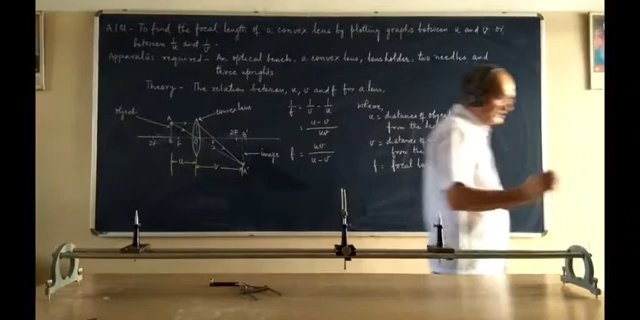 AIM - To find the focal length of a convex lens by plotting graphs between u and v or
between 1/u and 1/v.
Apparatus required - An optical bench, a convex lens, lens holder, two needles and
three uprights
Theory - The relation between, u, v and f for a lens,
object
convex lens
A
B
2F
F
2F
B'
A'
image
u
v
1/f = 1/v - 1/u
= u-v/uv
f = uv/u-v
where,
u = distance of
from the
v = distance
from the
f = focal